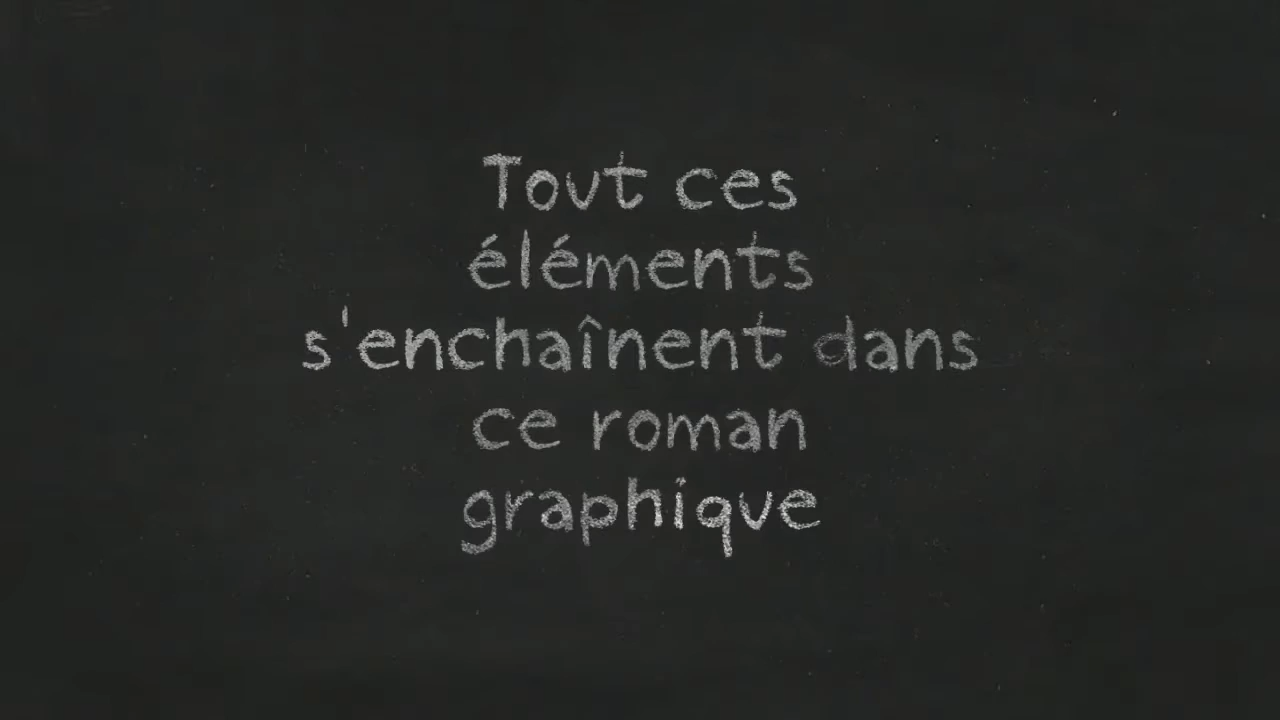 Tout ces
éléments
s'enchaînent dans
ce roman
graphique